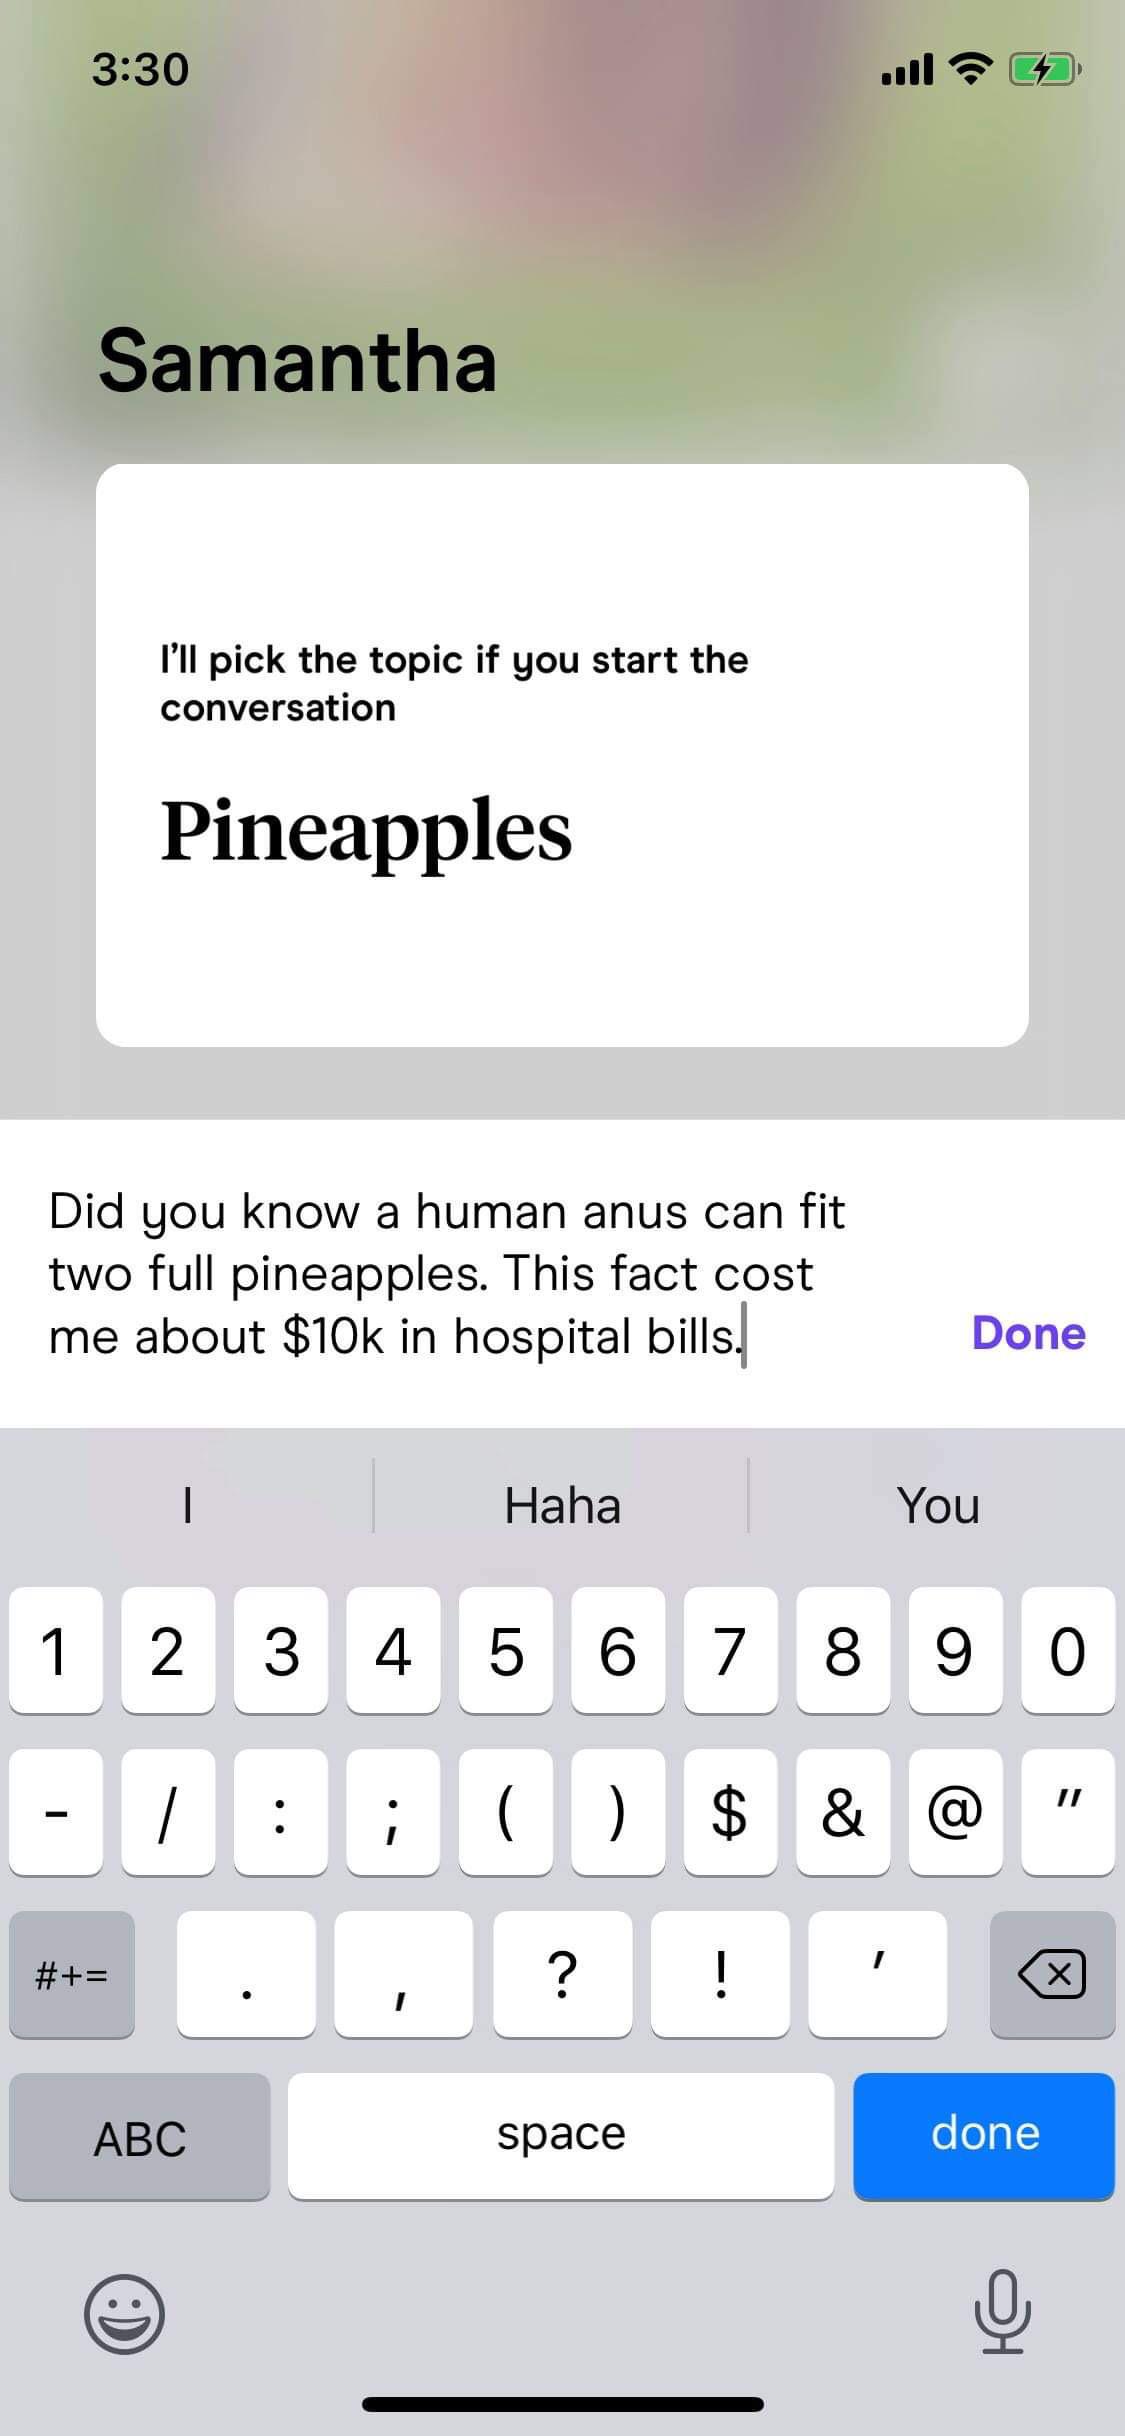 3:30
Samantha
I'll pick the topic if you start the
conversation
Pineapples
Did you know a human anus can fit
two full pineapples. This fact cost
me about $10k in hospital bills.
Done
I Haha You
1 2 3 4 5 6 7 8 9 0
- / : ; ( ) $ & @ "
#+= . , ? ! '
ABC space done